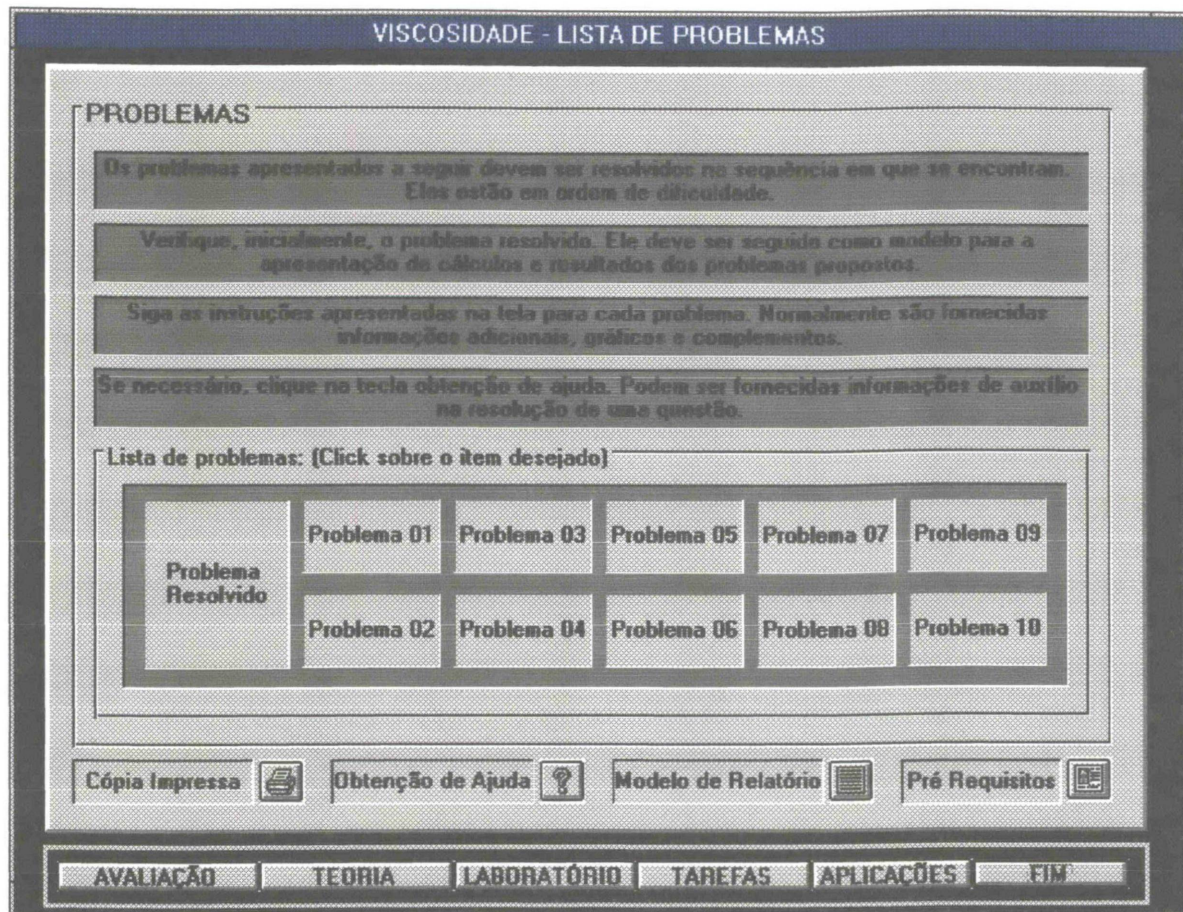 VISCOSIDADE - LISTA DE PROBLEMAS
PROBLEMAS
Os problemas apresentados a seguir devem ser resolvidos na sequência em que se encontram.
Eles estão em ordem de dificuldade.
Verifique, inicialmente, o problema resolvido. Ele deve ser seguido como modelo para a
apresentação de cálculos e resultados dos problemas propostos.
Siga as instruções apresentadas na tela para cada problema. Normalmente são fornecidas
informações adicionais, gráficos e complementos.
Se necessário, clique na tecla obtenção de ajuda. Podem ser fornecidas informações de auxílio
na resolução de uma questão.
Lista de problemas: (Click sobre o item desejado)
Problema
Resolvido
Problema 01 Problema 03 Problema 05 Problema 07 Problema 09
Problema 02 Problema 04 Problema 06 Problema 08 Problema 10
Cópia Impressa Obtenção de Ajuda ? Modelo de Relatório Pré Requisitos
AVALIAÇÃO TEORIA LABORATÓRIO TAREFAS APLICAÇÕES FIM